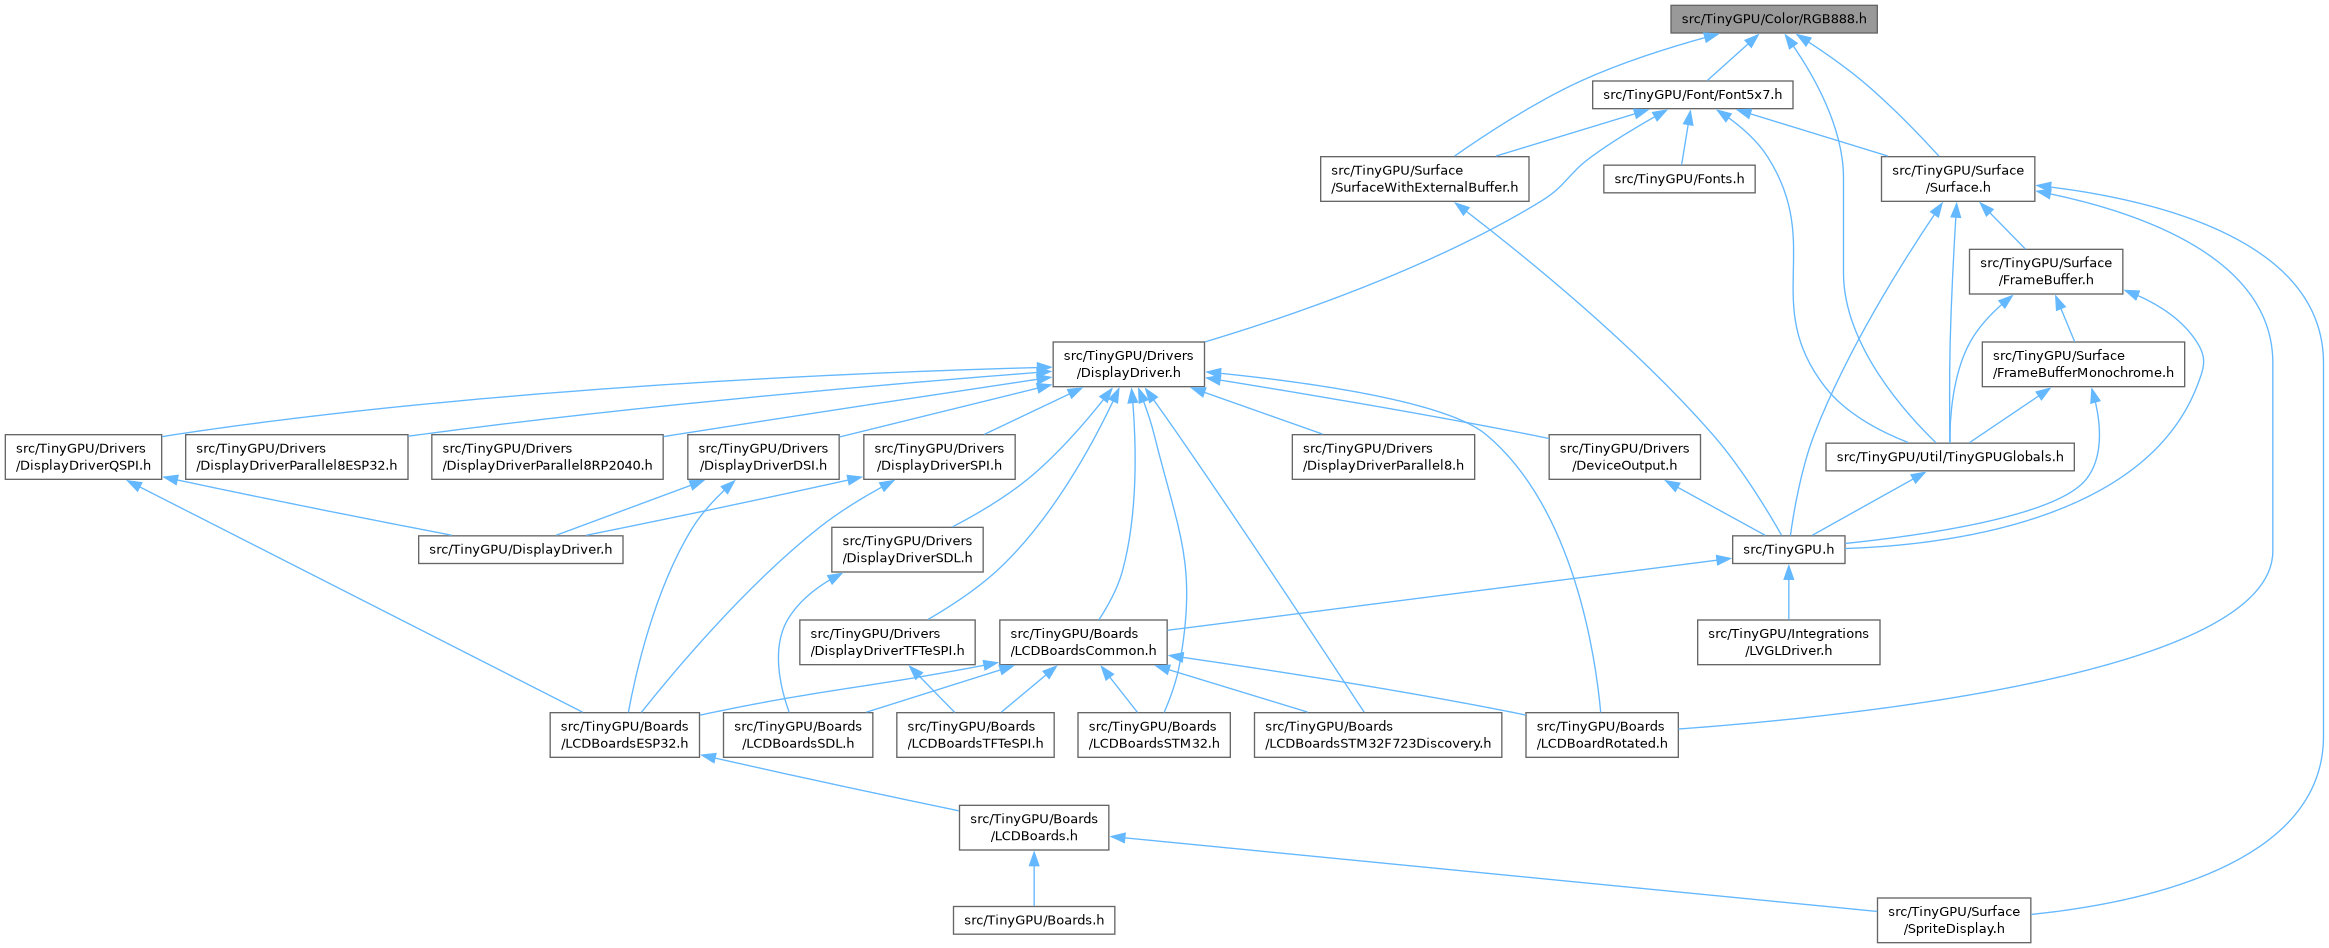 src/TinyGPU/Color/RGB888.h
src/TinyGPU/Font/Font5x7.h
src/TinyGPU/Surface
/SurfaceWithExternalBuffer.h
src/TinyGPU/Fonts.h
src/TinyGPU/Surface
/Surface.h
src/TinyGPU/Surface
/FrameBuffer.h
src/TinyGPU/Drivers
/DisplayDriver.h
src/TinyGPU/Surface
/FrameBufferMonochrome.h
src/TinyGPU/Drivers
/DisplayDriverQSPI.h
src/TinyGPU/Drivers
/DisplayDriverParallel8ESP32.h
src/TinyGPU/Drivers
/DisplayDriverParallel8RP2040.h
src/TinyGPU/Drivers
/DisplayDriverDSI.h
src/TinyGPU/Drivers
/DisplayDriverSPI.h
src/TinyGPU/Drivers
/DisplayDriverParallel8.h
src/TinyGPU/Drivers
/DeviceOutput.h
src/TinyGPU/Util/TinyGPUGlobals.h
src/TinyGPU/DisplayDriver.h
src/TinyGPU/Drivers
/DisplayDriverSDL.h
src/TinyGPU.h
src/TinyGPU/Drivers
/DisplayDriverTFTeSPI.h
src/TinyGPU/Boards
/LCDBoardsCommon.h
src/TinyGPU/Integrations
/LVGLDriver.h
src/TinyGPU/Boards
/LCDBoardsESP32.h
src/TinyGPU/Boards
/LCDBoardsSDL.h
src/TinyGPU/Boards
/LCDBoardsTFTeSPI.h
src/TinyGPU/Boards
/LCDBoardsSTM32.h
src/TinyGPU/Boards
/LCDBoardsSTM32F723Discovery.h
src/TinyGPU/Boards
/LCDBoardRotated.h
src/TinyGPU/Boards
/LCDBoards.h
src/TinyGPU/Boards.h
src/TinyGPU/Surface
/SpriteDisplay.h